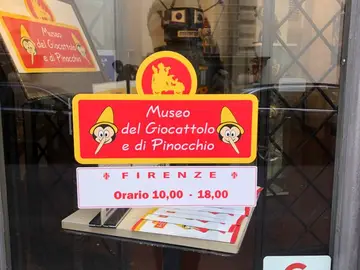 Museo
del Giocattolo
e di Pinocchio
Museo
del Giocattolo
e di Pinocchio
FIRENZE
Orario 10,00 - 18,00